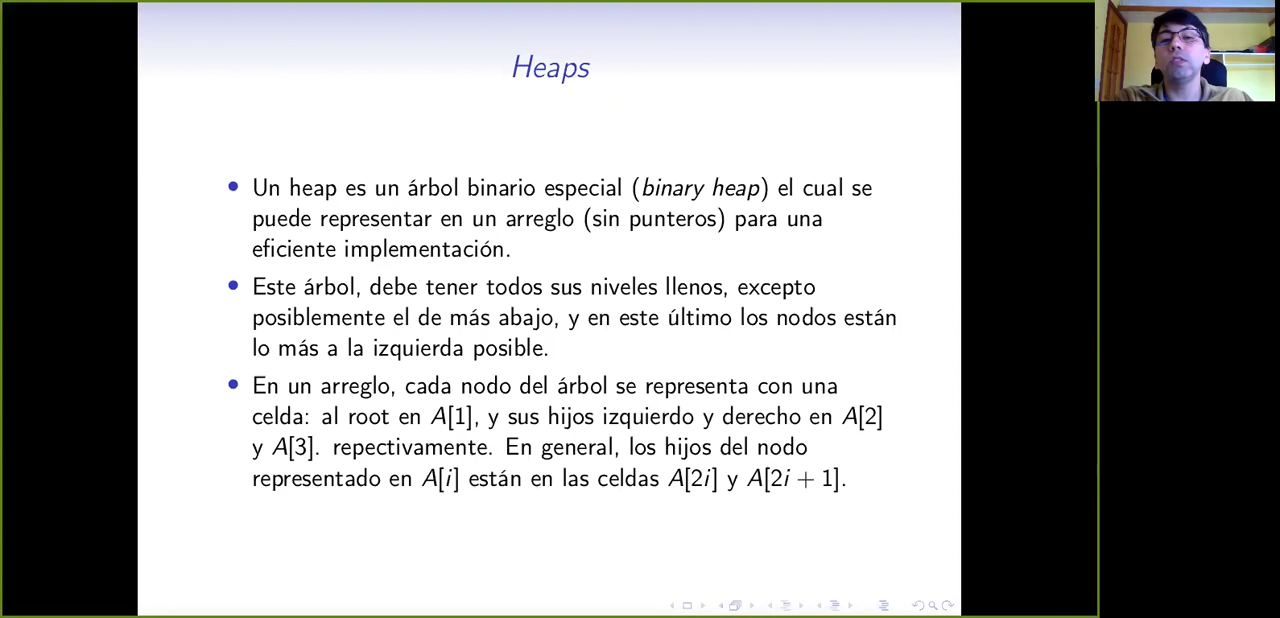 Heaps
Un heap es un árbol binario especial (binary heap) el cual se
puede representar en un arreglo (sin punteros) para una
eficiente implementación.
Este árbol, debe tener todos sus niveles llenos, excepto
posiblemente el de más abajo, y en este último los nodos están
lo más a la izquierda posible.
En un arreglo, cada nodo del árbol se representa con una
celda: al root en A[1], y sus hijos izquierdo y derecho en A[2]
y A[3]. repectivamente. En general, los hijos del nodo
representado en A[i] están en las celdas A[2i] y A[2i + 1].